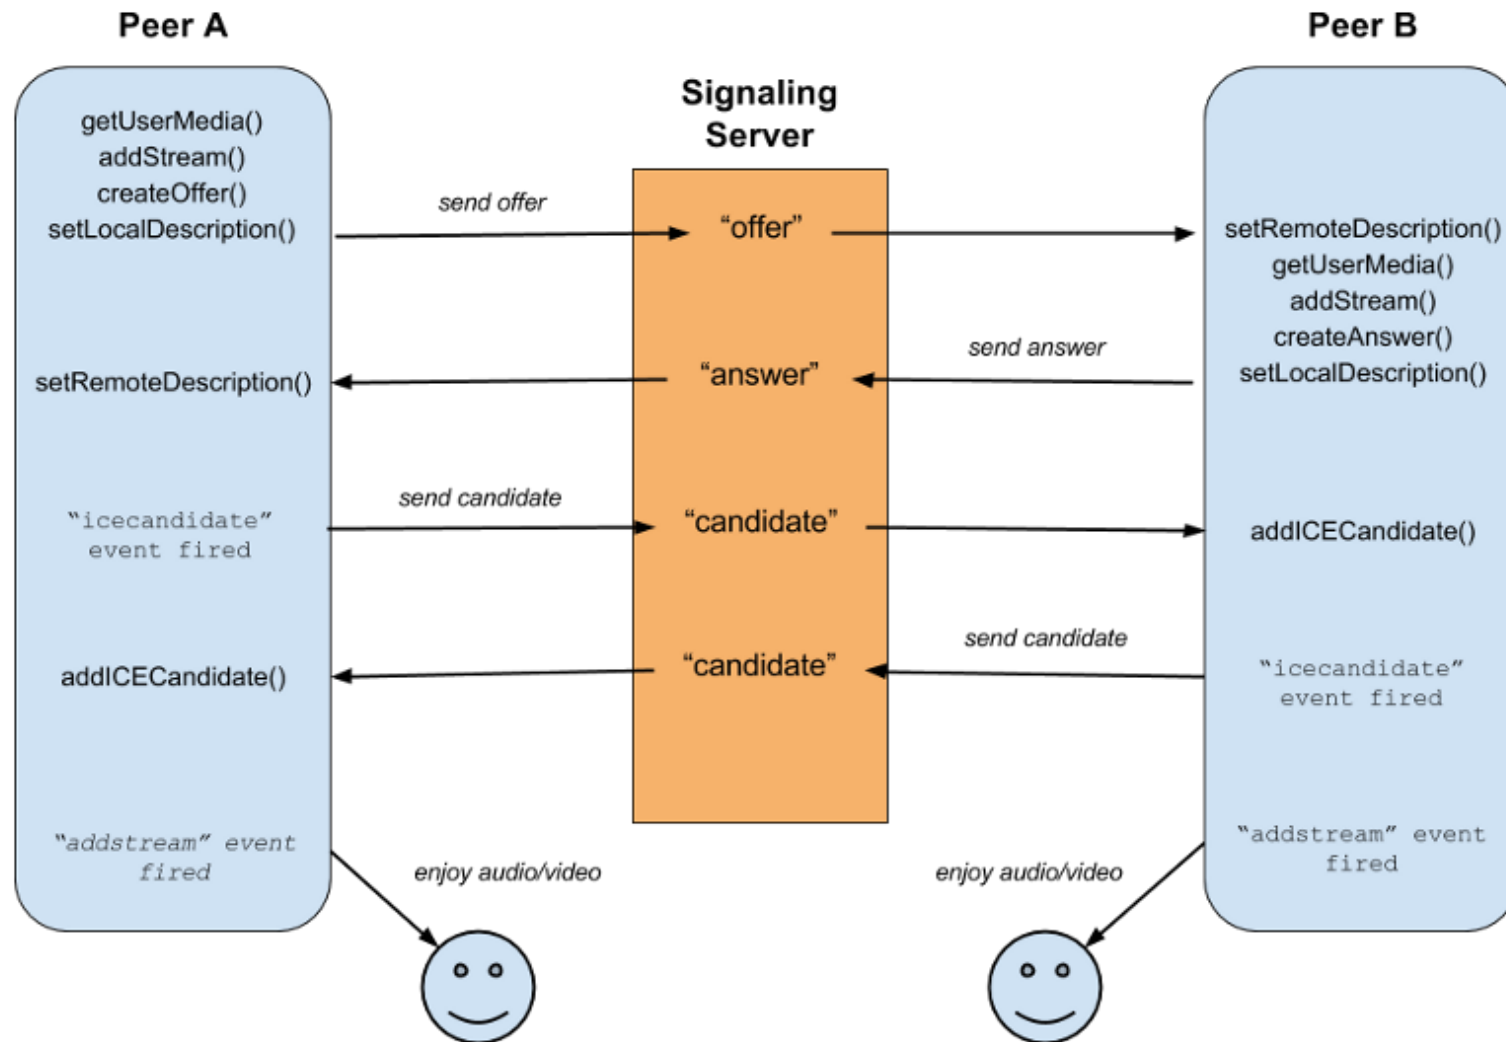 Peer A
Peer B
Signaling
Server
getUserMedia()
addStream()
createOffer()
setLocalDescription()
send offer
“offer”
setRemoteDescription()
getUserMedia()
addStream()
createAnswer()
setLocalDescription()
send answer
“answer”
setRemoteDescription()
“icecandidate”
event fired
send candidate
“candidate”
addICECandidate()
“icecandidate”
event fired
send candidate
“candidate”
addICECandidate()
“addstream” event
fired
enjoy audio/video
“addstream” event
fired
enjoy audio/video